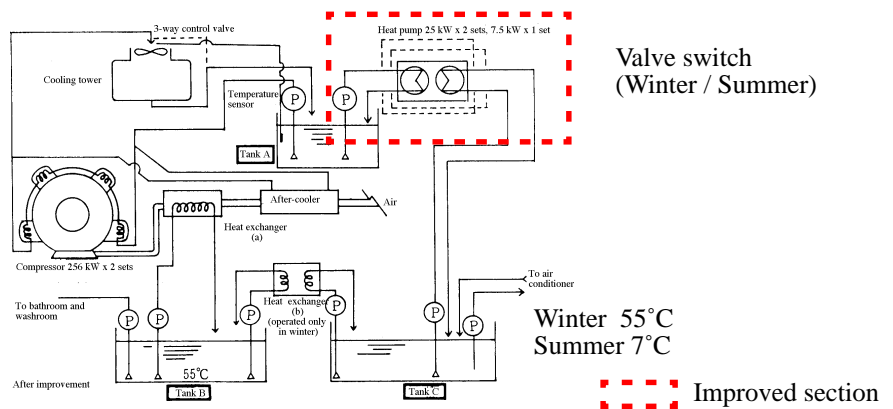 3-way control valve
Heat pump 25 kW x 2 sets, 7.5 kW x 1 set
Valve switch
(Winter / Summer)
Cooling tower
Temperature
sensor
P
P
Tank A
After-cooler
Air
Heat exchanger
(a)
Compressor 256 kW x 2 sets
To air
conditioner
To bathroom and
washroom
Heat exchanger
(b)
(operated only
in winter)
P
P
P
P
P
P
Winter 55˚C
Summer 7˚C
55℃
After improvement
Tank B
Tank C
Improved section